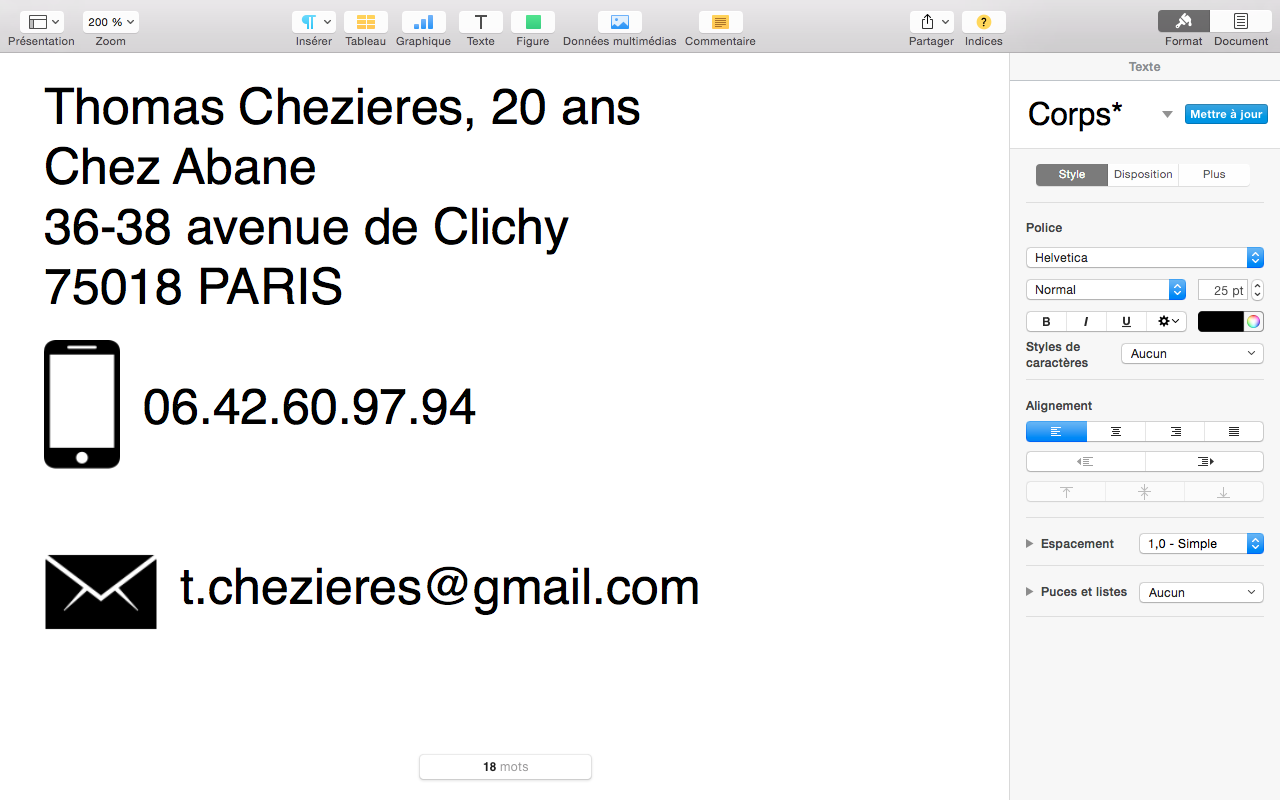 200 %
Présentation
Zoom
Insérer
Tableau
Graphique
T
Texte
Figure
Données multimédias
Commentaire
Partager
?
Indices
Format
Document
Thomas Chezieres, 20 ans
Chez Abane
36-38 avenue de Clichy
75018 PARIS
06.42.60.97.94
t.chezieres@gmail.com
18 mots
Texte
Corps*
Mettre à jour
Style
Disposition
Plus
Police
Helvetica
Normal
25 pt
B
I
U
Styles de
caractères
Aucun
Alignement
Espacement
1,0 - Simple
Puces et listes
Aucun